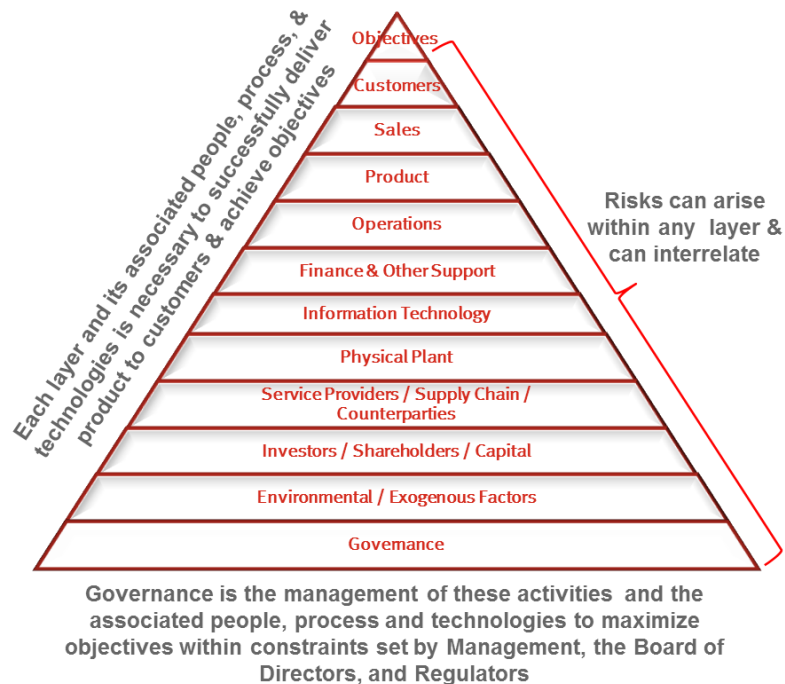 Objectives
Customers
Sales
Product
Operations
Finance & Other Support
Information Technology
Physical Plant
Service Providers / Supply Chain /
Counterparties
Investors / Shareholders / Capital
Environmental / Exogenous Factors
Governance
Each layer and its associated people, process, &
technologies is necessary to successfully deliver
product to customers & achieve objectives
Risks can arise
within any layer &
can interrelate
Governance is the management of these activities and the
associated people, process and technologies to maximize
objectives within constraints set by Management, the Board of
Directors, and Regulators